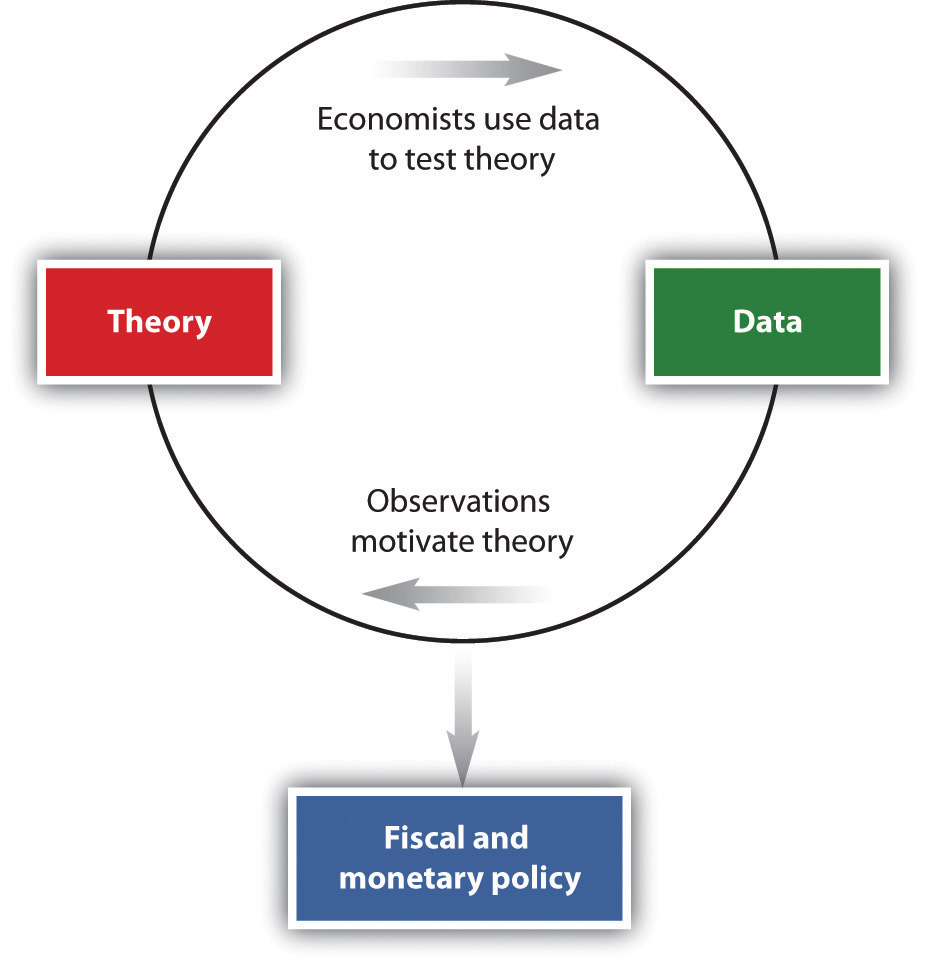 Economists use data
to test theory
Theory
Data
Observations
motivate theory
Fiscal and
monetary policy